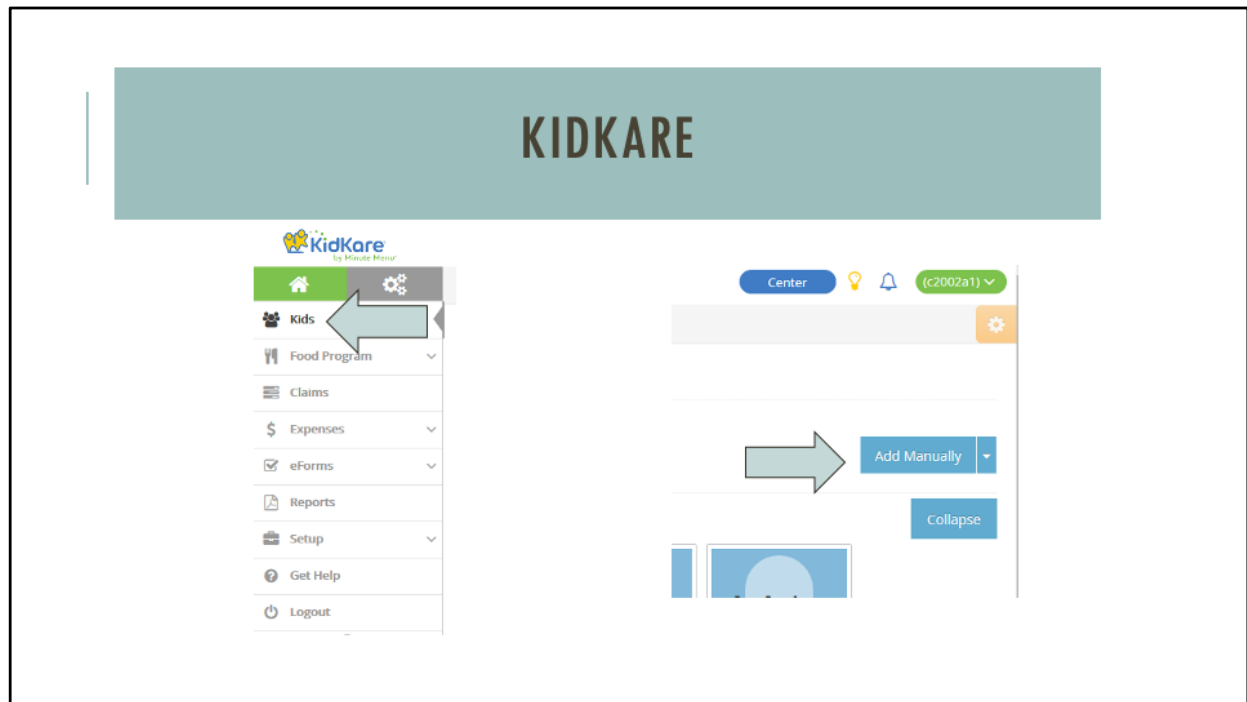 KIDKARE
KidKare
by Minute Menu
Kids
Food Program
Claims
$ Expenses
eForms
Reports
Setup
Get Help
Logout
Center
(c2002a1)
Add Manually
Collapse